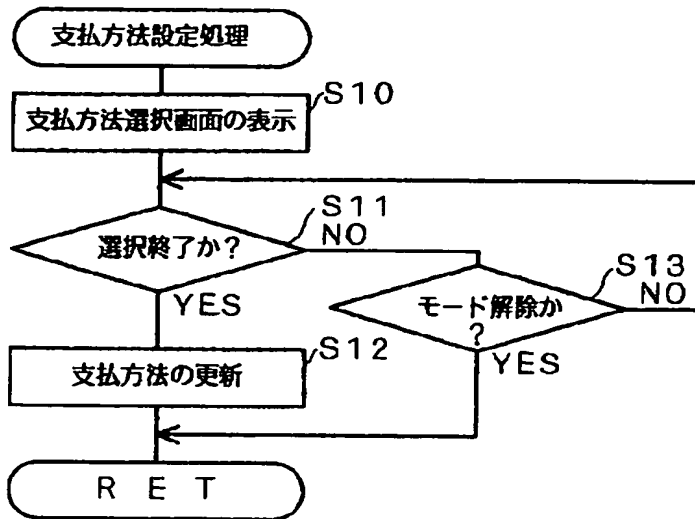 支払方法設定処理
S10
支払方法選択画面の表示
S11
選択終了か?
NO
S13
モード解除か
?
NO
YES
YES
S12
支払方法の更新
RET